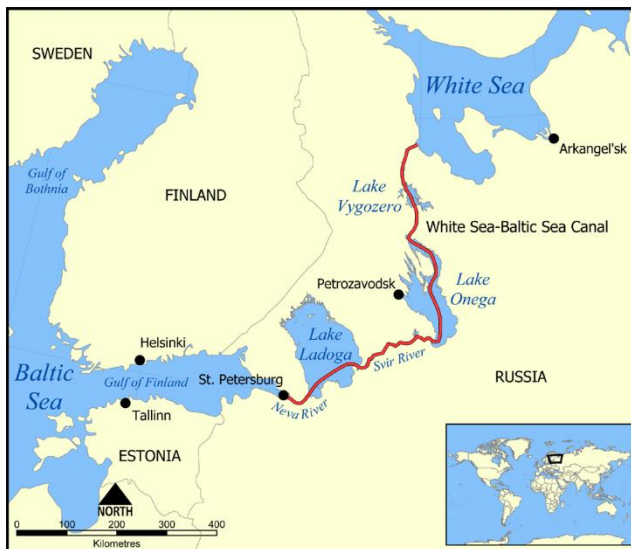 SWEDEN
White Sea
Arkangel'sk
Gulf of
Bothnia
FINLAND
Lake
Vygozero
White Sea-Baltic Sea Canal
Petrozavodsk
Lake
Onega
Helsinki
Lake
Ladoga
Svir River
Baltic
Sea
Gulf of Finland
St. Petersburg
Neva River
RUSSIA
Tallinn
ESTONIA
NORTH
0 100 200 300 400
Kilometres